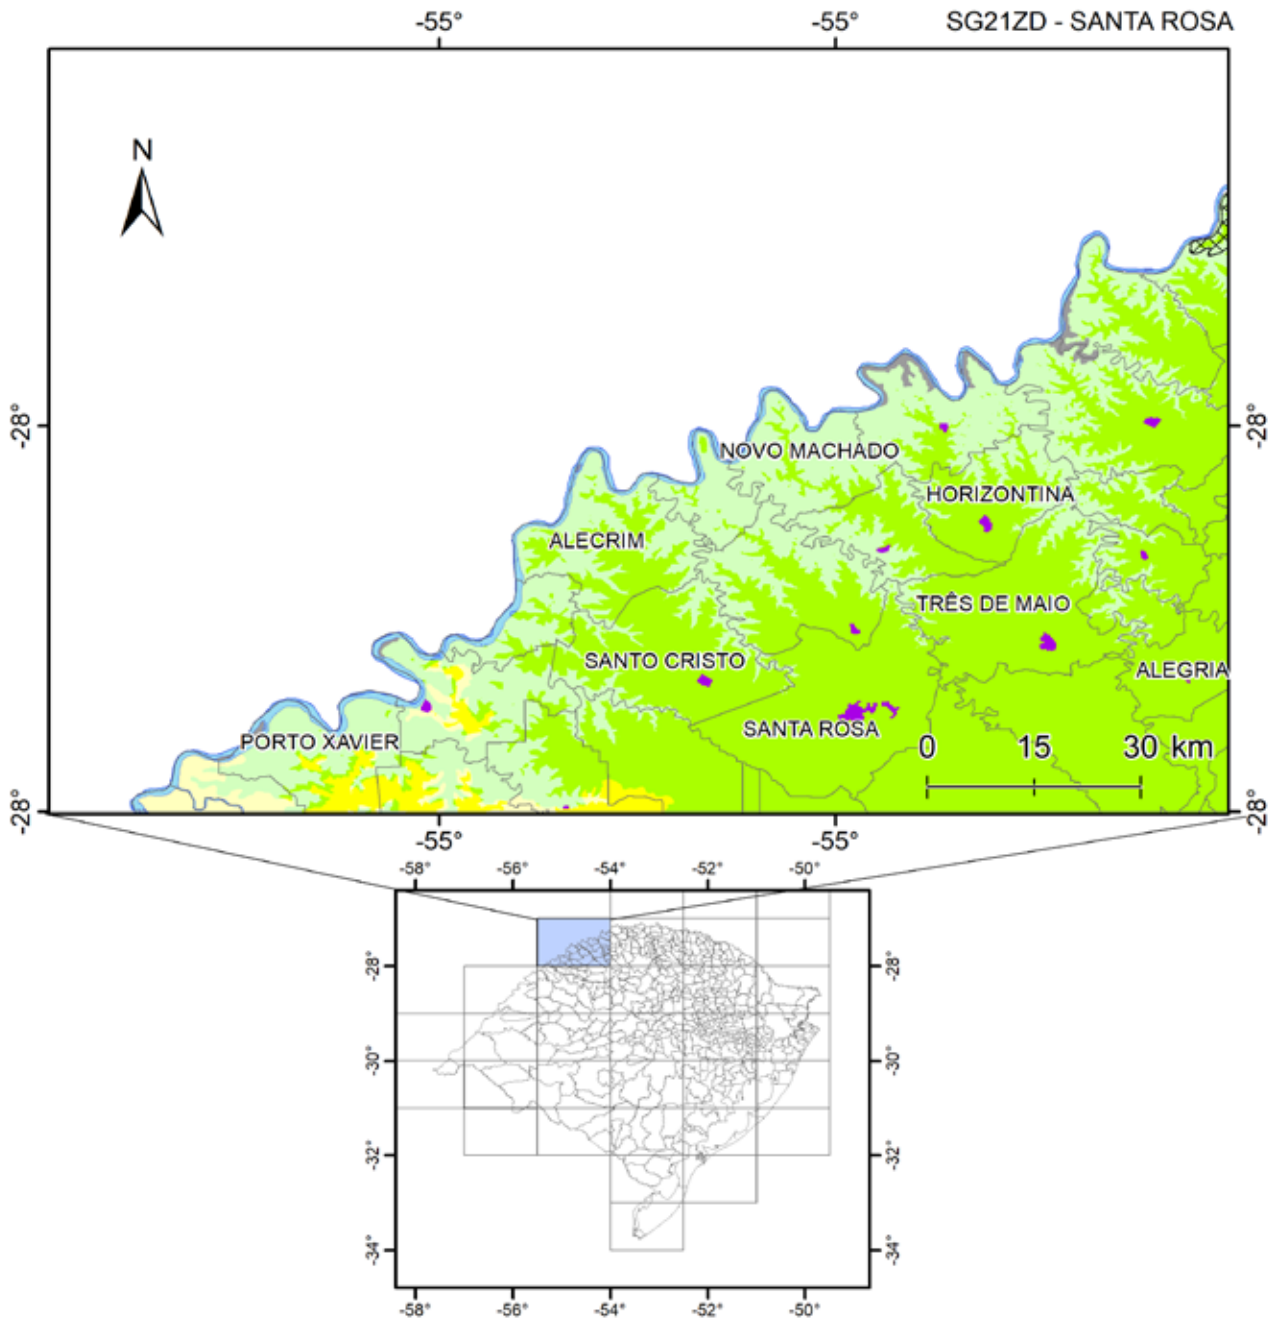 -55° -55° SG21ZD - SANTA ROSA
N
-28° -28°
NOVO MACHADO
HORIZONTINA
ALECRIM
TRÊS DE MAIO
SANTO CRISTO
ALEGRIA
SANTA ROSA
PORTO XAVIER
0 15 30 km
-28° -28°
-55° -55°
-58° -56° -54° -52° -50°
-28° -28°
-30° -30°
-32° -32°
-34° -34°
-58° -56° -54° -52° -50°